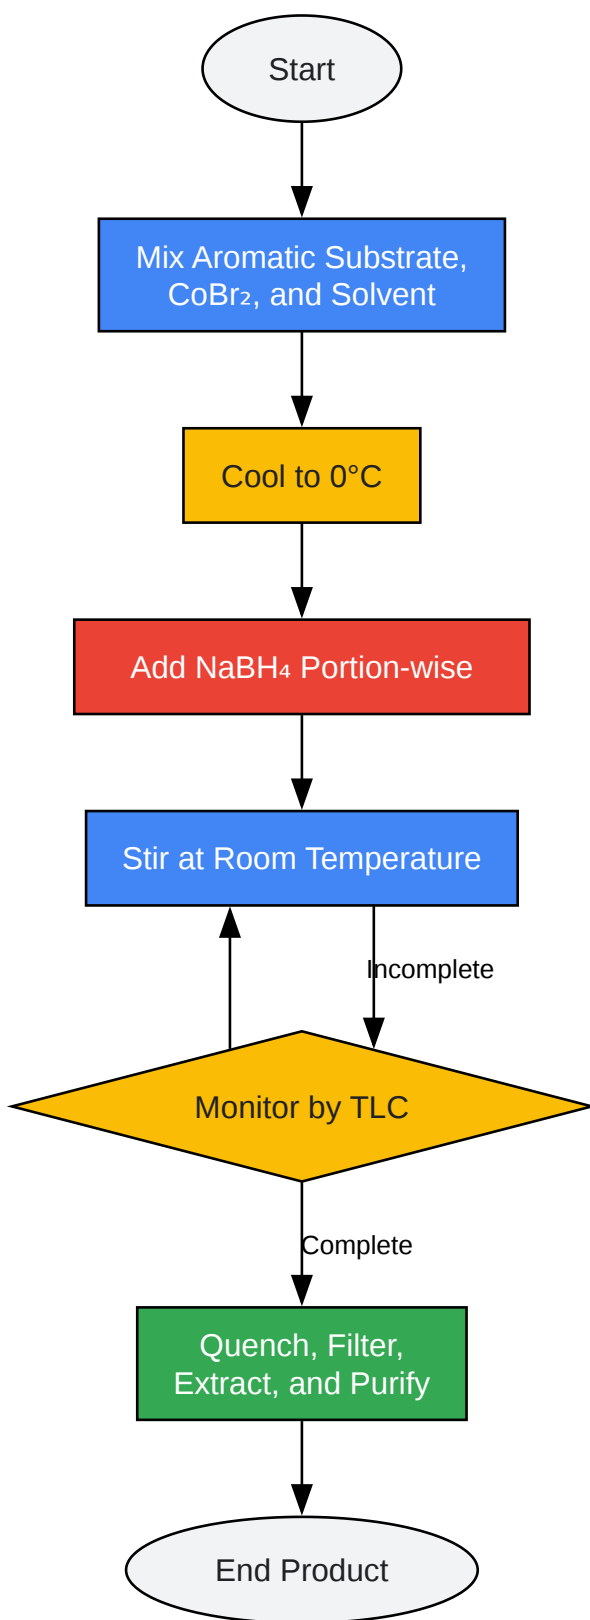 Start
Mix Aromatic Substrate,
CoBr₂, and Solvent
Cool to 0°C
Add NaBH₄ Portion-wise
Stir at Room Temperature
Incomplete
Monitor by TLC
Complete
Quench, Filter,
Extract, and Purify
End Product